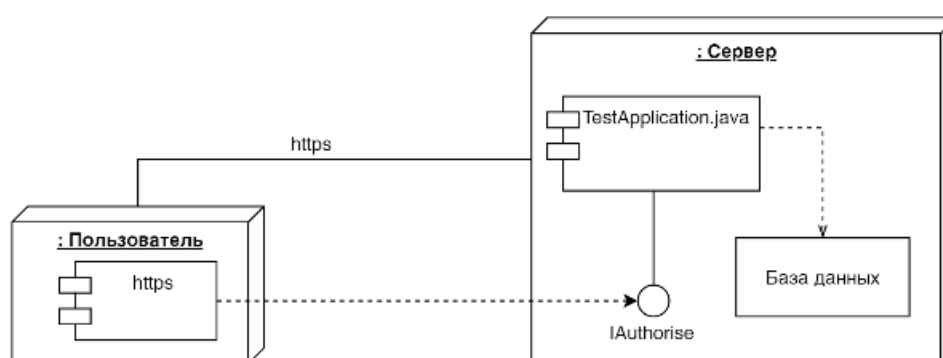 : Сервер
TestApplication.java
https
: Пользователь
https
База данных
IAuthorise